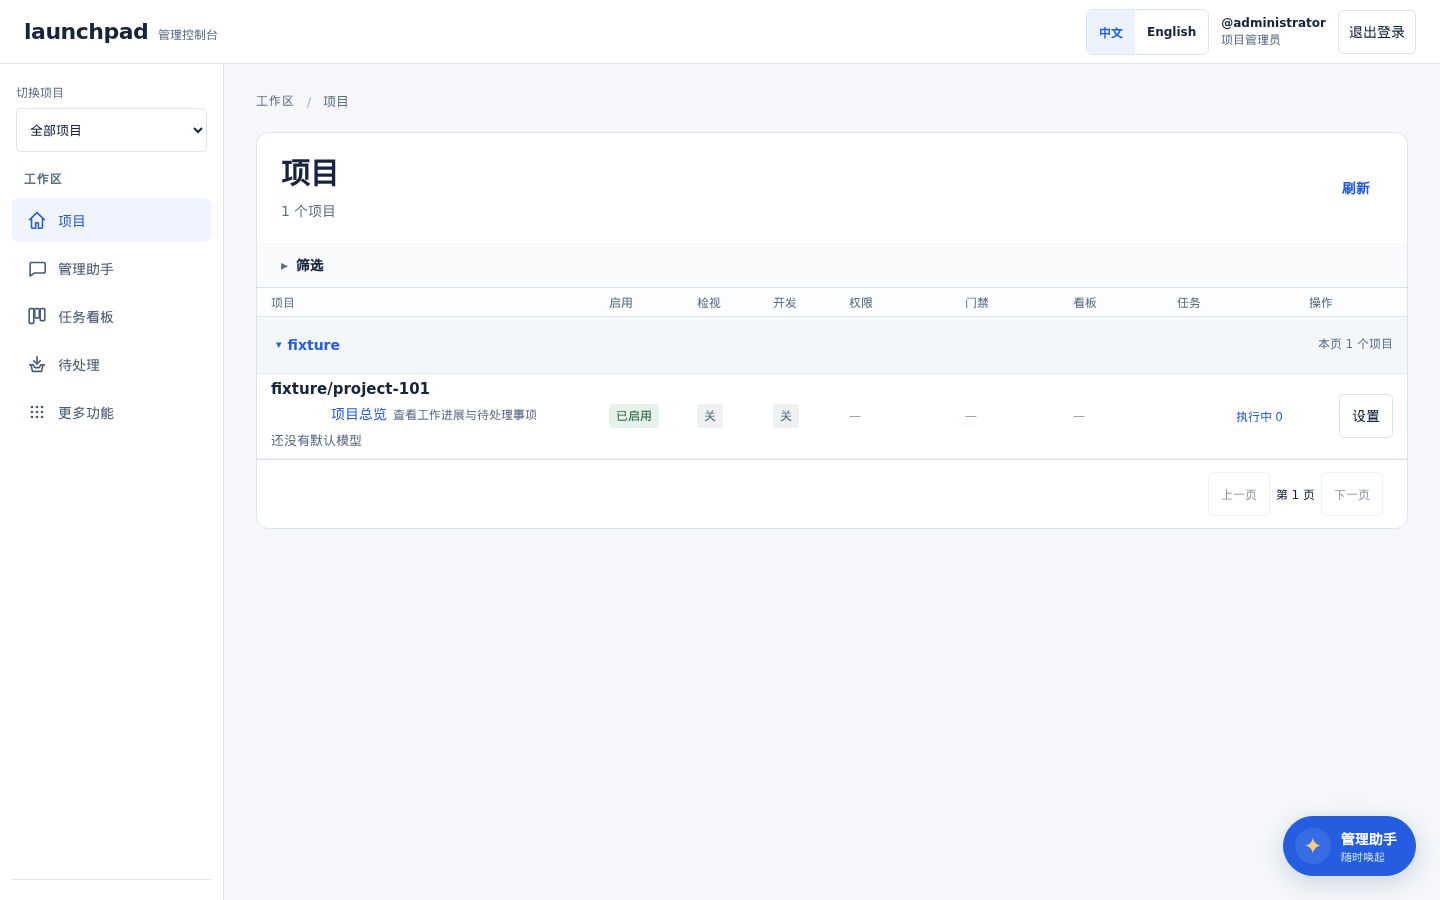 launchpad 管理控制台
中文 English
@administrator
项目管理员
退出登录
切换项目
全部项目
工作区
项目
管理助手
任务看板
待处理
更多功能
工作区 / 项目
项目
1 个项目
刷新
▸ 筛选
项目 启用 检视 开发 权限 门禁 看板 任务 操作
▾ fixture 本页 1 个项目
fixture/project-101
项目总览 查看工作进展与待处理事项
还没有默认模型
已启用 关 关 — — — 执行中 0 设置
上一页 第 1 页 下一页
管理助手
随时唤起